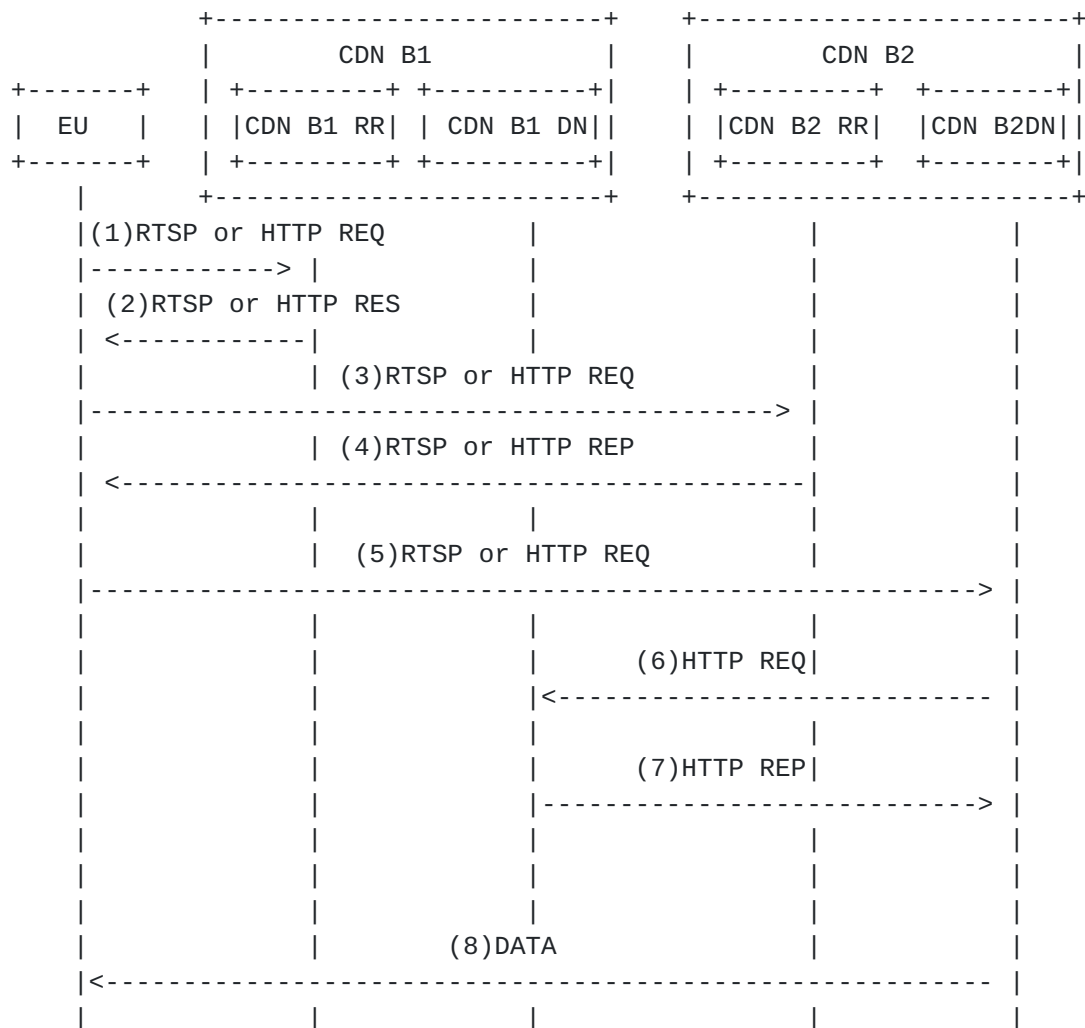 CDN B1 CDN B2
EU CDN B1 RR CDN B1 DN CDN B2 RR CDN B2DN
(1)RTSP or HTTP REQ
(2)RTSP or HTTP RES
(3)RTSP or HTTP REQ
(4)RTSP or HTTP REP
(5)RTSP or HTTP REQ
(6)HTTP REQ
(7)HTTP REP
(8)DATA